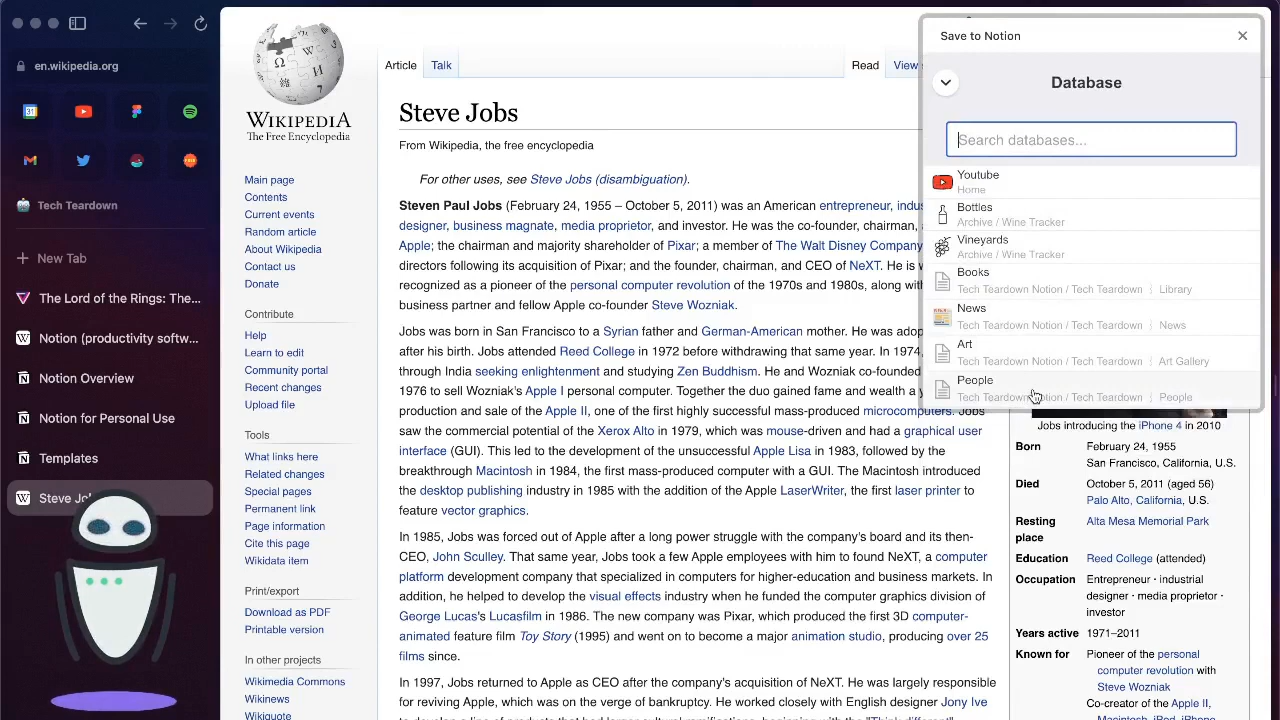 en.wikipedia.org
31
Tech Teardown
New Tab
The Lord of the Rings: The...
Notion (productivity softw...
Notion Overview
Notion for Personal Use
Templates
WIKIPEDIA
The Free Encyclopedia
Main page
Contents
Current events
Random article
About Wikipedia
Contact us
Donate
Contribute
Help
Learn to edit
Community portal
Recent changes
Upload file
Tools
What links here
Related changes
Special pages
Permanent link
Page information
Cite this page
Wikidata item
Print/export
Download as PDF
Printable version
In other projects
Wikimedia Commons
Wikinews
Wikiquote
Article Talk
Read View
Steve Jobs
From Wikipedia, the free encyclopedia
For other uses, see Steve Jobs (disambiguation).
Steven Paul Jobs (February 24, 1955 – October 5, 2011) was an American entrepreneur,
designer, business magnate, media proprietor, and investor. He was the co-founder, chairman,
Apple; the chairman and majority shareholder of Pixar; a member of The Walt Disney Company
directors following its acquisition of Pixar; and the founder, chairman, and CEO of NeXT. He is
recognized as a pioneer of the personal computer revolution of the 1970s and 1980s, along with
business partner and fellow Apple co-founder Steve Wozniak.
Jobs was born in San Francisco to a Syrian father and German-American mother. He was
after his birth. Jobs attended Reed College in 1972 before withdrawing that same year. In 1974,
through India seeking enlightenment and studying Zen Buddhism. He and Wozniak co-founded
1976 to sell Wozniak's Apple I personal computer. Together the duo gained fame and wealth a
production and sale of the Apple II, one of the first highly successful mass-produced microcomputers. Jobs
saw the commercial potential of the Xerox Alto in 1979, which was mouse-driven and had a graphical user
interface (GUI). This led to the development of the unsuccessful Apple Lisa in 1983, followed by the
breakthrough Macintosh in 1984, the first mass-produced computer with a GUI. The Macintosh introduced
the desktop publishing industry in 1985 with the addition of the Apple LaserWriter, the first laser printer to
feature vector graphics.
In 1985, Jobs was forced out of Apple after a long power struggle with the company's board and its then-
CEO, John Sculley. That same year, Jobs took a few Apple employees with him to found NeXT, a computer
platform development company that specialized in computers for higher-education and business markets. In
addition, he helped to develop the visual effects industry when he funded the computer graphics division of
George Lucas's Lucasfilm in 1986. The new company was Pixar, which produced the first 3D computer-
animated feature film Toy Story (1995) and went on to become a major animation studio, producing over 25
films since.
In 1997, Jobs returned to Apple as CEO after the company's acquisition of NeXT. He was largely responsible
for reviving Apple, which was on the verge of bankruptcy. He worked closely with English designer Jony Ive
Save to Notion
Database
Search databases...
Youtube
Home
Bottles
Archive / Wine Tracker
Vineyards
Archive / Wine Tracker
Books
Tech Teardown Notion / Tech Teardown Library
News
Tech Teardown Notion / Tech Teardown News
Art
Tech Teardown Notion / Tech Teardown Art Gallery
People
Tech Teardown Notion / Tech Teardown People
Jobs introducing the iPhone 4 in 2010
Born February 24, 1955
San Francisco, California, U.S.
Died October 5, 2011 (aged 56)
Palo Alto, California, U.S.
Resting place Alta Mesa Memorial Park
Education Reed College (attended)
Occupation Entrepreneur · industrial
designer · media proprietor ·
investor
Years active 1971–2011
Known for Pioneer of the personal
computer revolution with
Steve Wozniak
Co-creator of the Apple II,